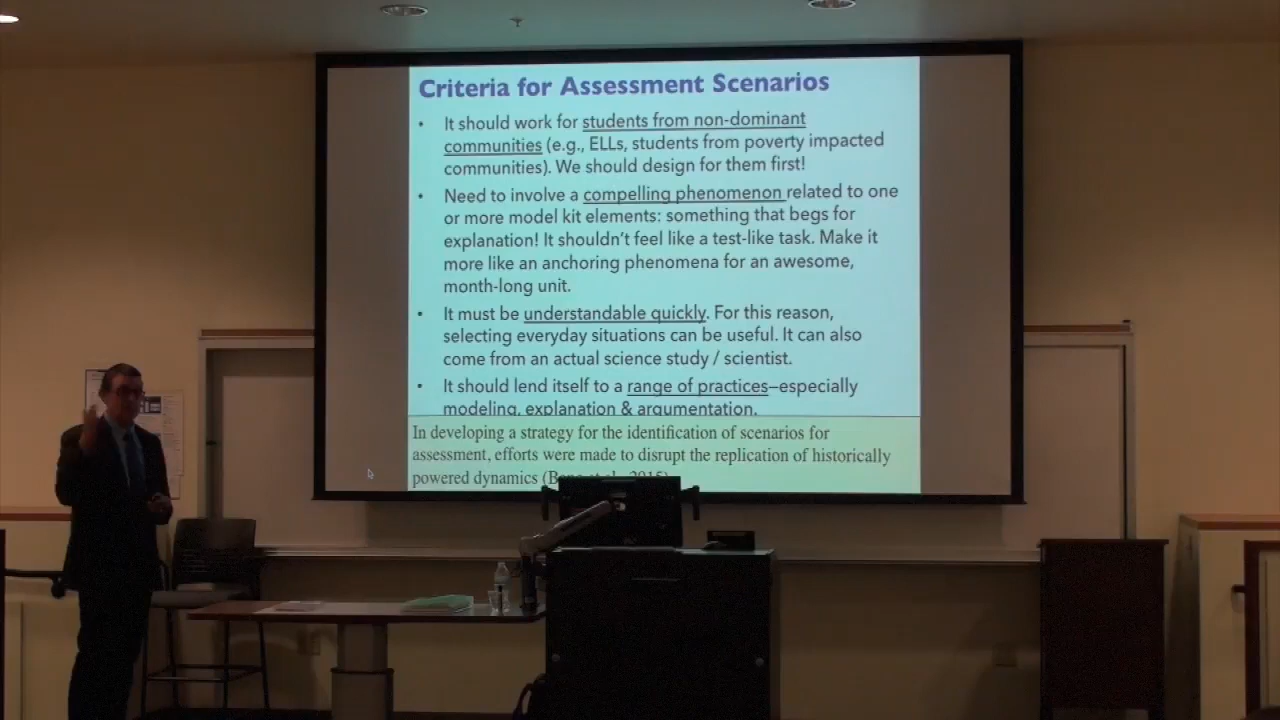 Criteria for Assessment Scenarios
• It should work for students from non-dominant
communities (e.g., ELLs, students from poverty impacted
communities). We should design for them first!
• Need to involve a compelling phenomenon related to one
or more model kit elements: something that begs for
explanation! It shouldn't feel like a test-like task. Make it
more like an anchoring phenomena for an awesome,
month-long unit.
• It must be understandable quickly. For this reason,
selecting everyday situations can be useful. It can also
come from an actual science study / scientist.
• It should lend itself to a range of practices—especially
modeling, explanation & argumentation.
In developing a strategy for the identification of scenarios for
assessment, efforts were made to disrupt the replication of historically
powered dynamics